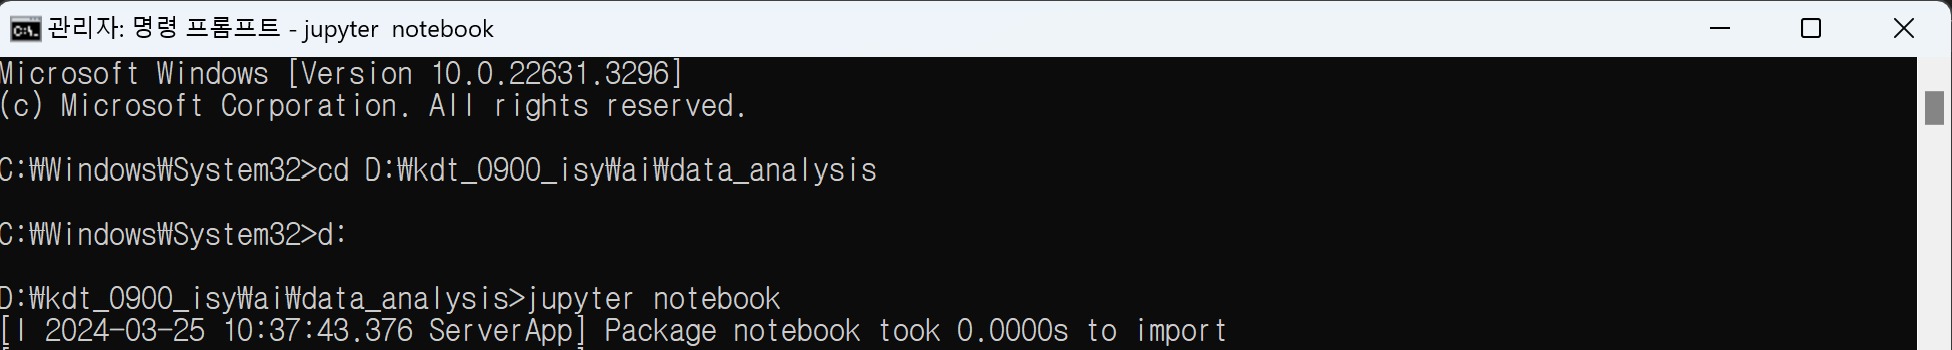 관리자: 명령 프롬프트 - jupyter  notebook
Microsoft Windows [Version 10.0.22631.3296]
(c) Microsoft Corporation. All rights reserved.
C:₩Windows₩System32>cd D:₩kdt_0900_isy₩ai₩data_analysis
C:₩Windows₩System32>d:
D:₩kdt_0900_isy₩ai₩data_analysis>jupyter notebook
[I 2024-03-25 10:37:43.376 ServerApp] Package notebook took 0.0000s to import